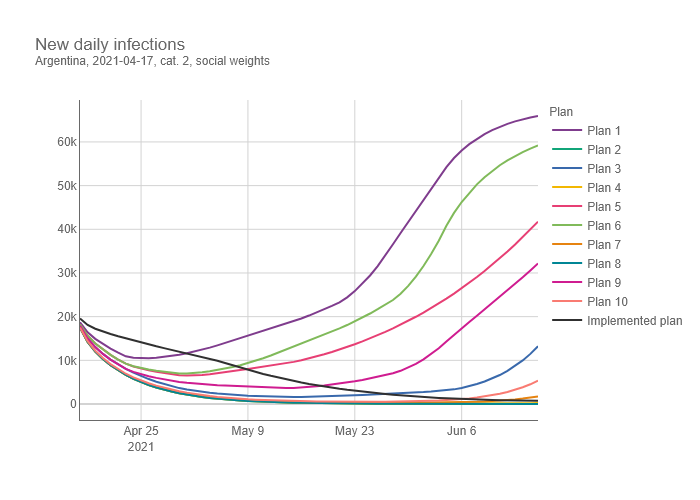 New daily infections
Argentina, 2021-04-17, cat. 2, social weights
Plan
Plan 1
Plan 2
Plan 3
Plan 4
Plan 5
Plan 6
Plan 7
Plan 8
Plan 9
Plan 10
Implemented plan
60k
50k
40k
30k
20k
10k
0
Apr 25
2021
May 9
May 23
Jun 6